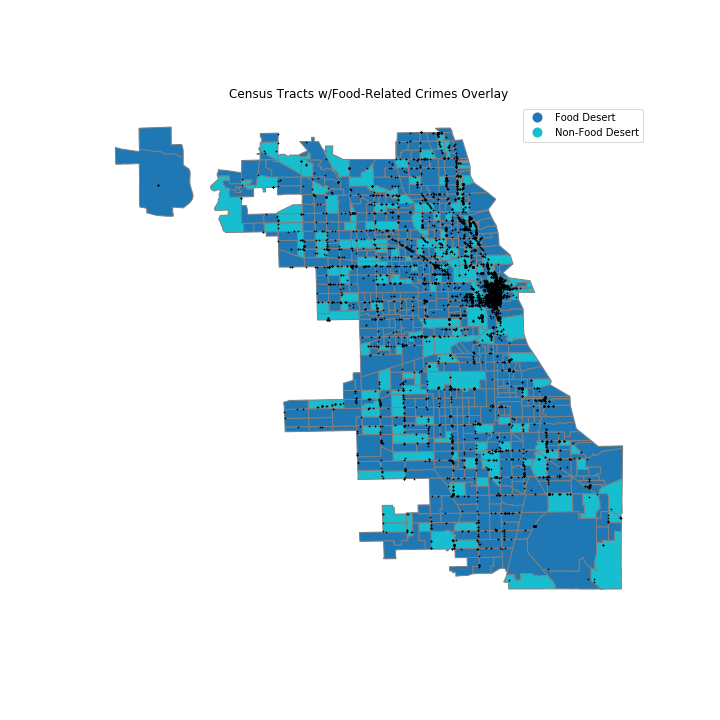 Census Tracts w/Food-Related Crimes Overlay
Food Desert
Non-Food Desert